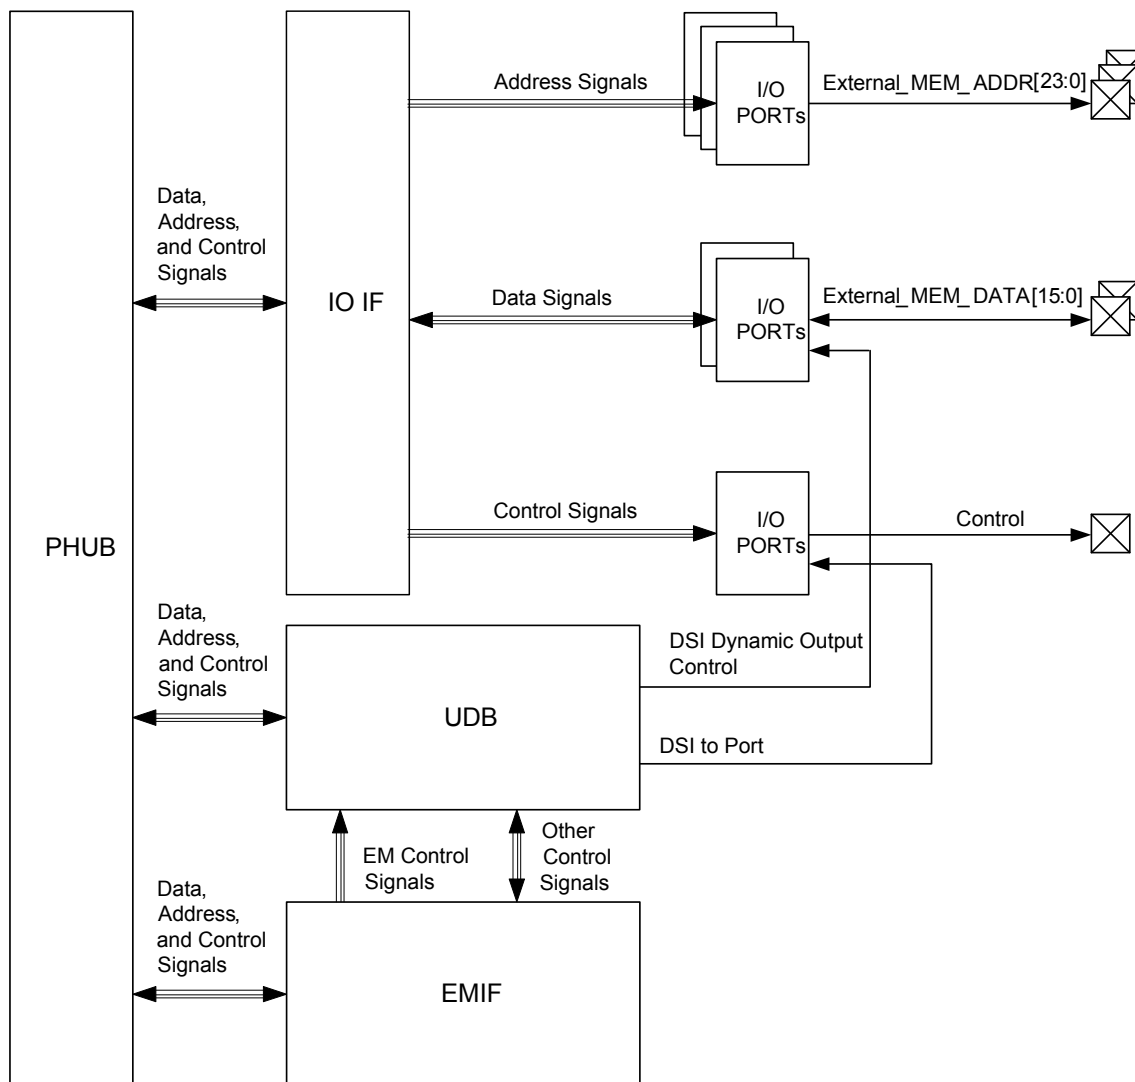 Address Signals
I/O
PORTs
External_MEM_ADDR[23:0]
Data,
Address,
and Control
Signals
IO IF
Data Signals
I/O
PORTs
External_MEM_DATA[15:0]
Control Signals
I/O
PORTs
Control
PHUB
Data,
Address,
and Control
Signals
UDB
DSI Dynamic Output
Control
DSI to Port
EM Control
Signals
Other
Control
Signals
Data,
Address,
and Control
Signals
EMIF